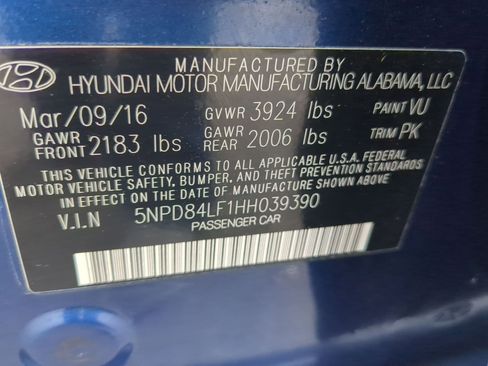 MANUFACTURED BY
HYUNDAI MOTOR MANUFACTURING ALABAMA, LLC
Mar/09/16 GVWR 3924 lbs PAINT VU
GAWR FRONT 2183 lbs GAWR REAR 2006 lbs TRIM PK
THIS VEHICLE CONFORMS TO ALL APPLICABLE U.S.A. FEDERAL
MOTOR VEHICLE SAFETY, BUMPER, AND THEFT PREVENTION STANDARDS
IN EFFECT ON THE DATE OF MANUFACTURE SHOWN ABOVE.
V.I.N 5NPD84LF1HH039390
PASSENGER CAR